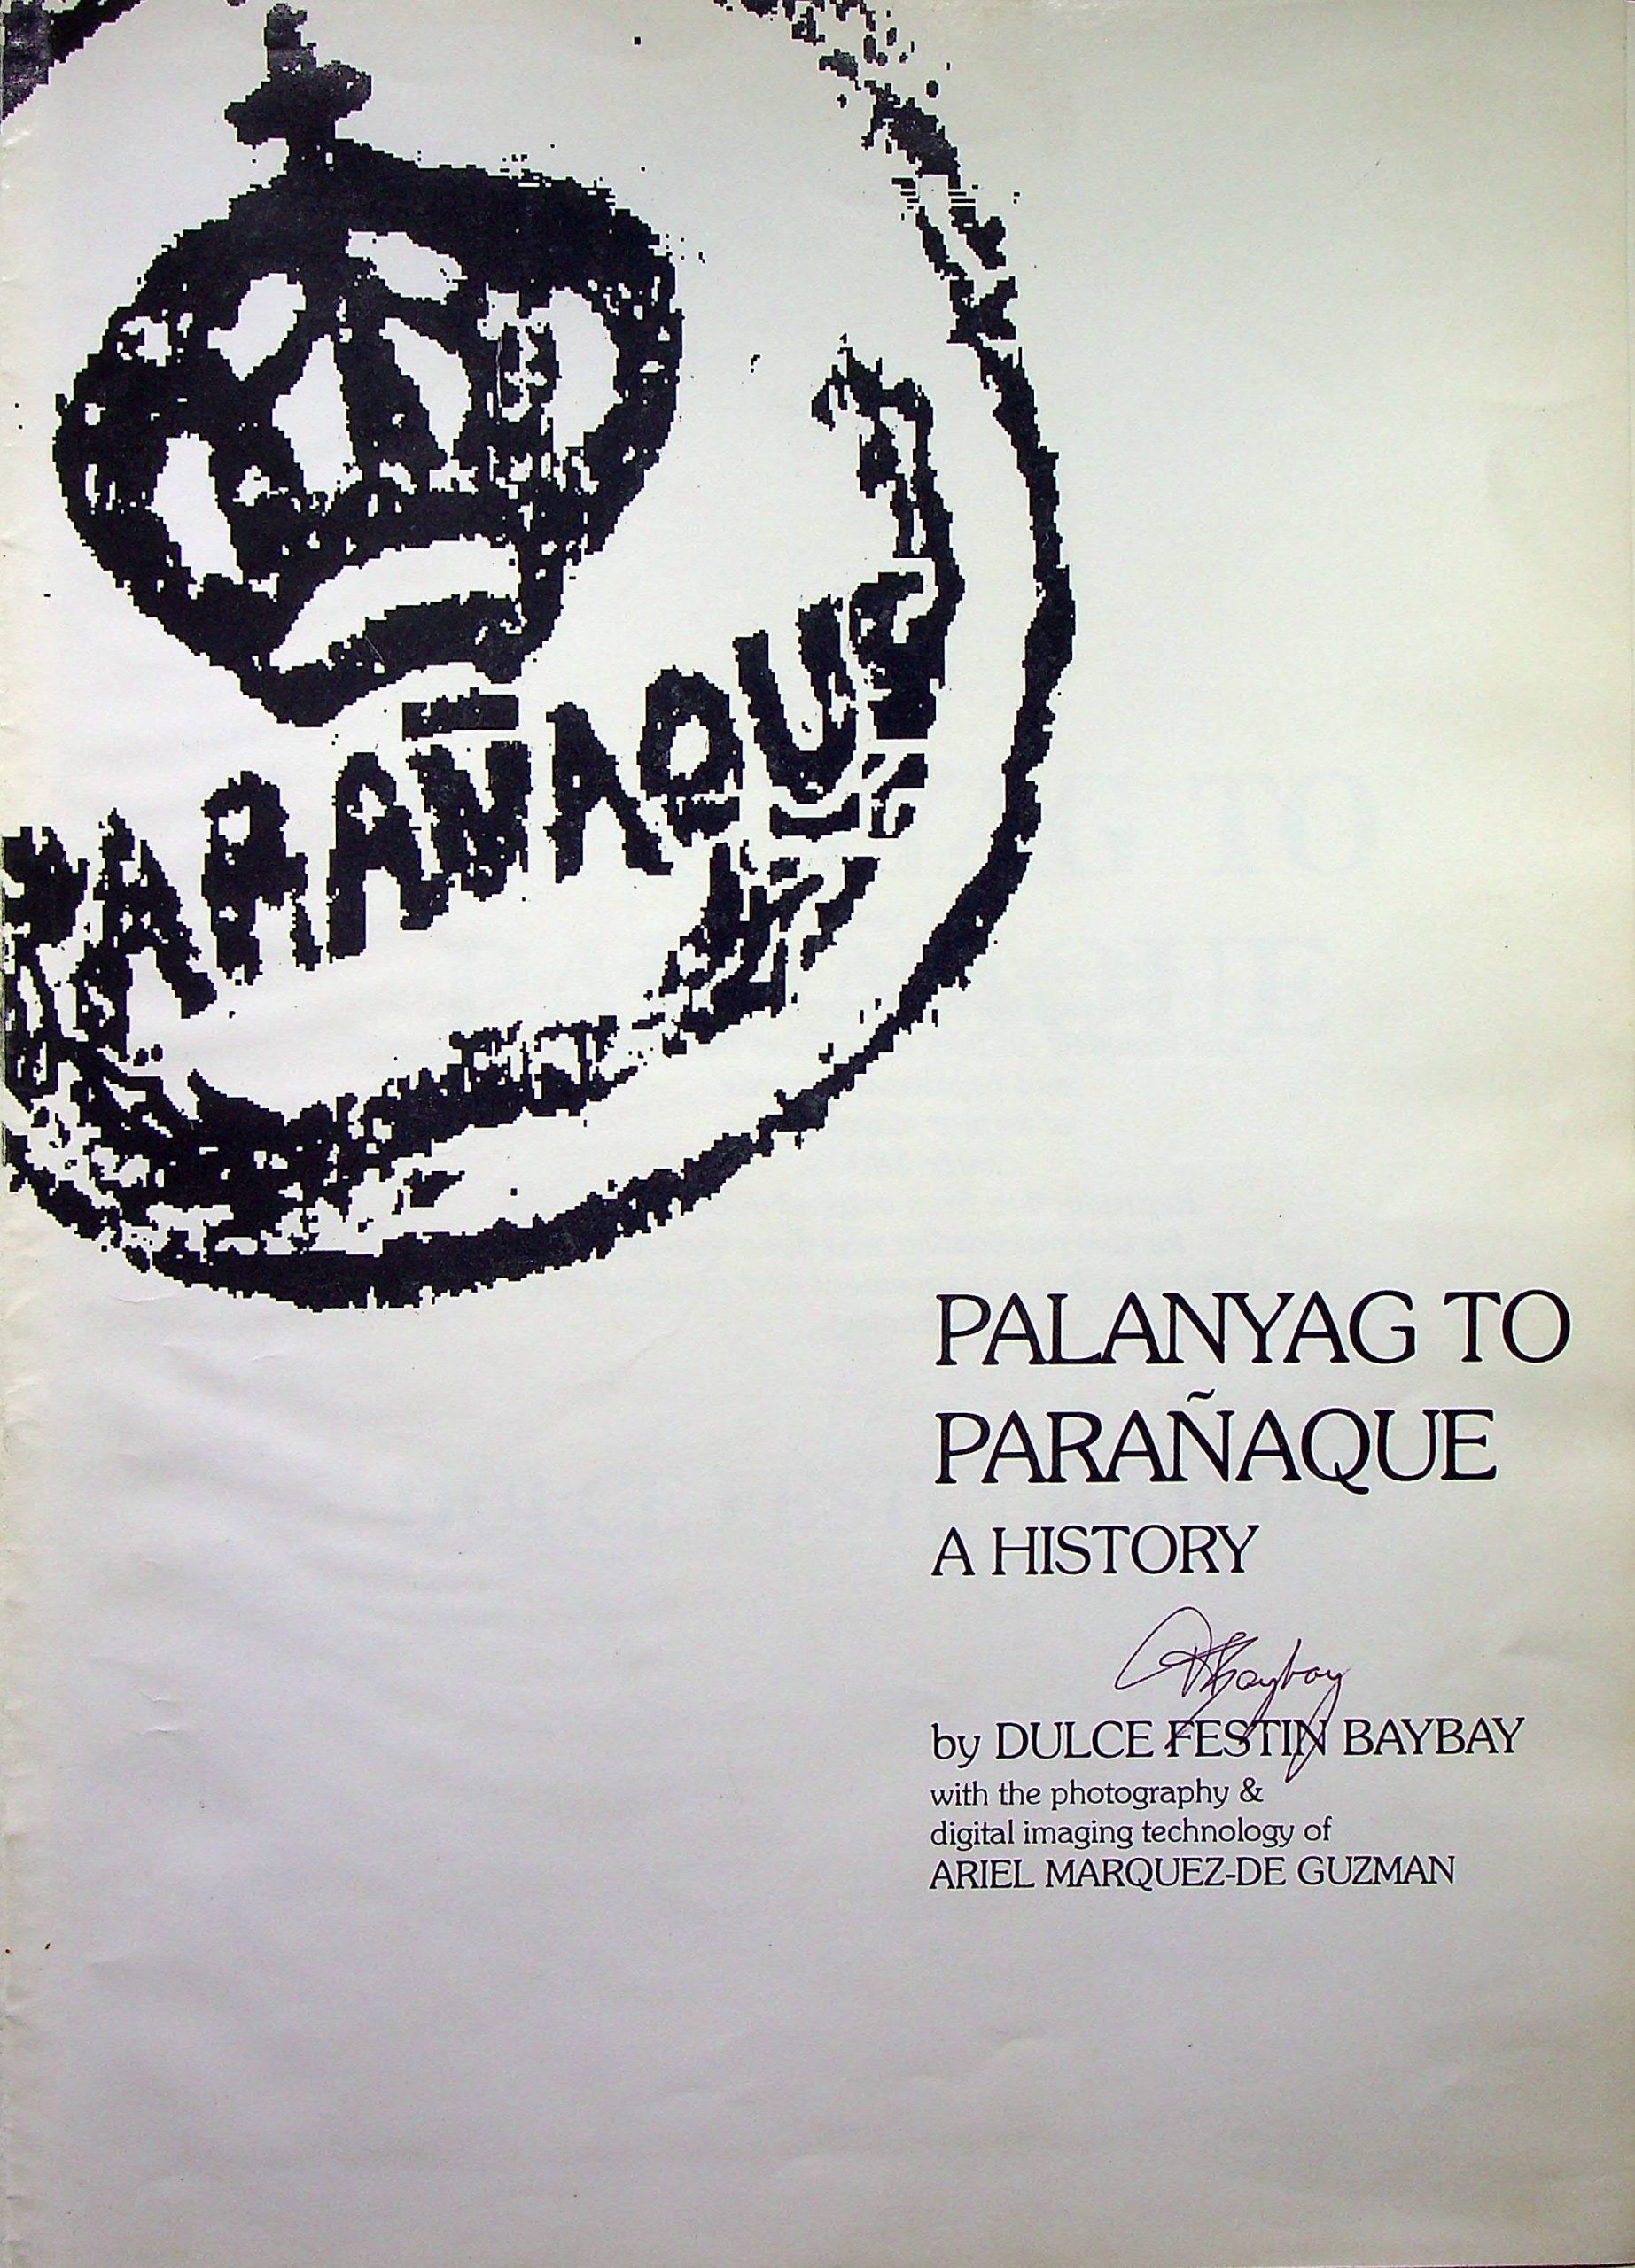 PARAÑAQUE
PALANYAG TO
PARAÑAQUE
A HISTORY
Baybay
by DULCE FESTIN BAYBAY
with the photography &
digital imaging technology of
ARIEL MARQUEZ-DE GUZMAN